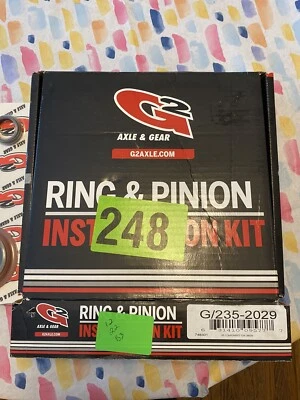 G2
AXLE & GEAR
G2AXLE.COM
RING & PINION
INST
248
ON KIT
G2
AXLE & GEAR
RING & PINION
INST
ION KIT
G/235-2029